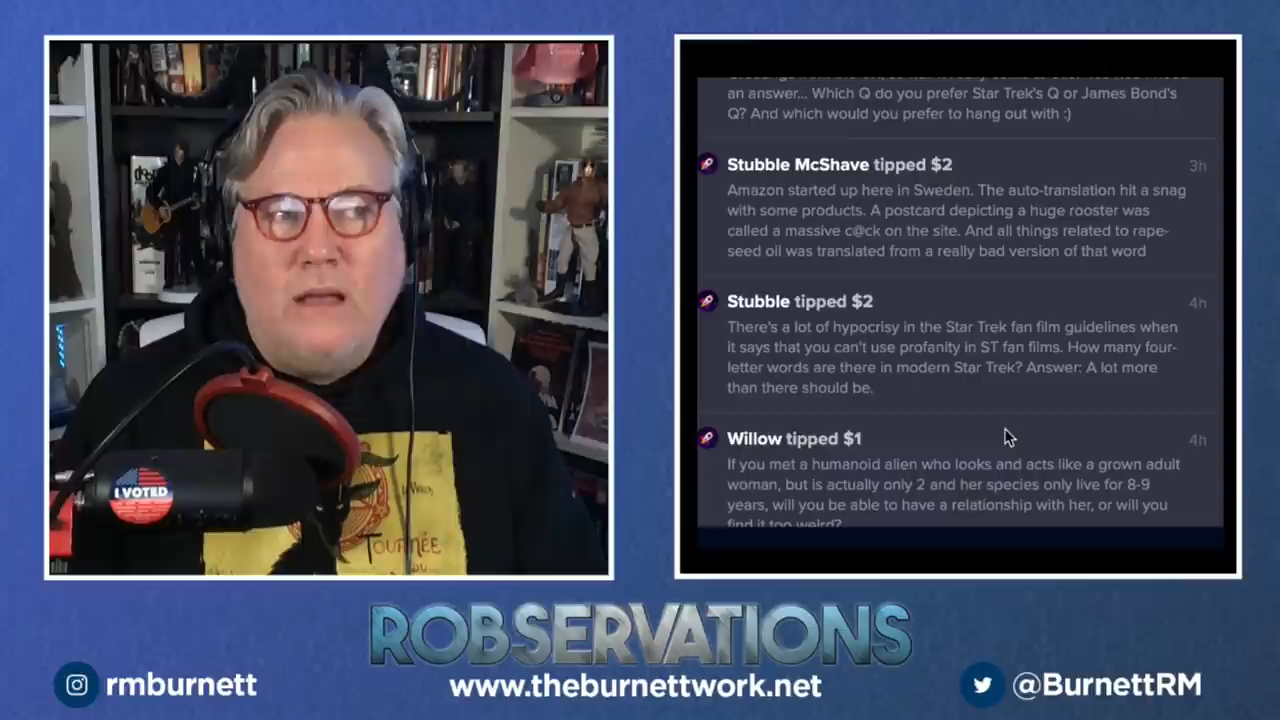 an answer... Which Q do you prefer Star Trek's Q or James Bond's
Q? And which would you prefer to hang out with :)
Stubble McShave tipped $2
3h
Amazon started up here in Sweden. The auto-translation hit a snag
with some products. A postcard depicting a huge rooster was
called a massive c@ck on the site. And all things related to rape-
seed oil was translated from a really bad version of that word
Stubble tipped $2
4h
There's a lot of hypocrisy in the Star Trek fan film guidelines when
it says that you can't use profanity in ST fan films. How many four-
letter words are there in modern Star Trek? Answer: A lot more
than there should be.
Willow tipped $1
4h
If you met a humanoid alien who looks and acts like a grown adult
woman, but is actually only 2 and her species only live for 8-9
years, will you be able to have a relationship with her, or will you
find it too weird?
I VOTED
TOURNÉE
DU
ROBSERVATIONS
rmburnett
www.theburnettwork.net
@BurnettRM